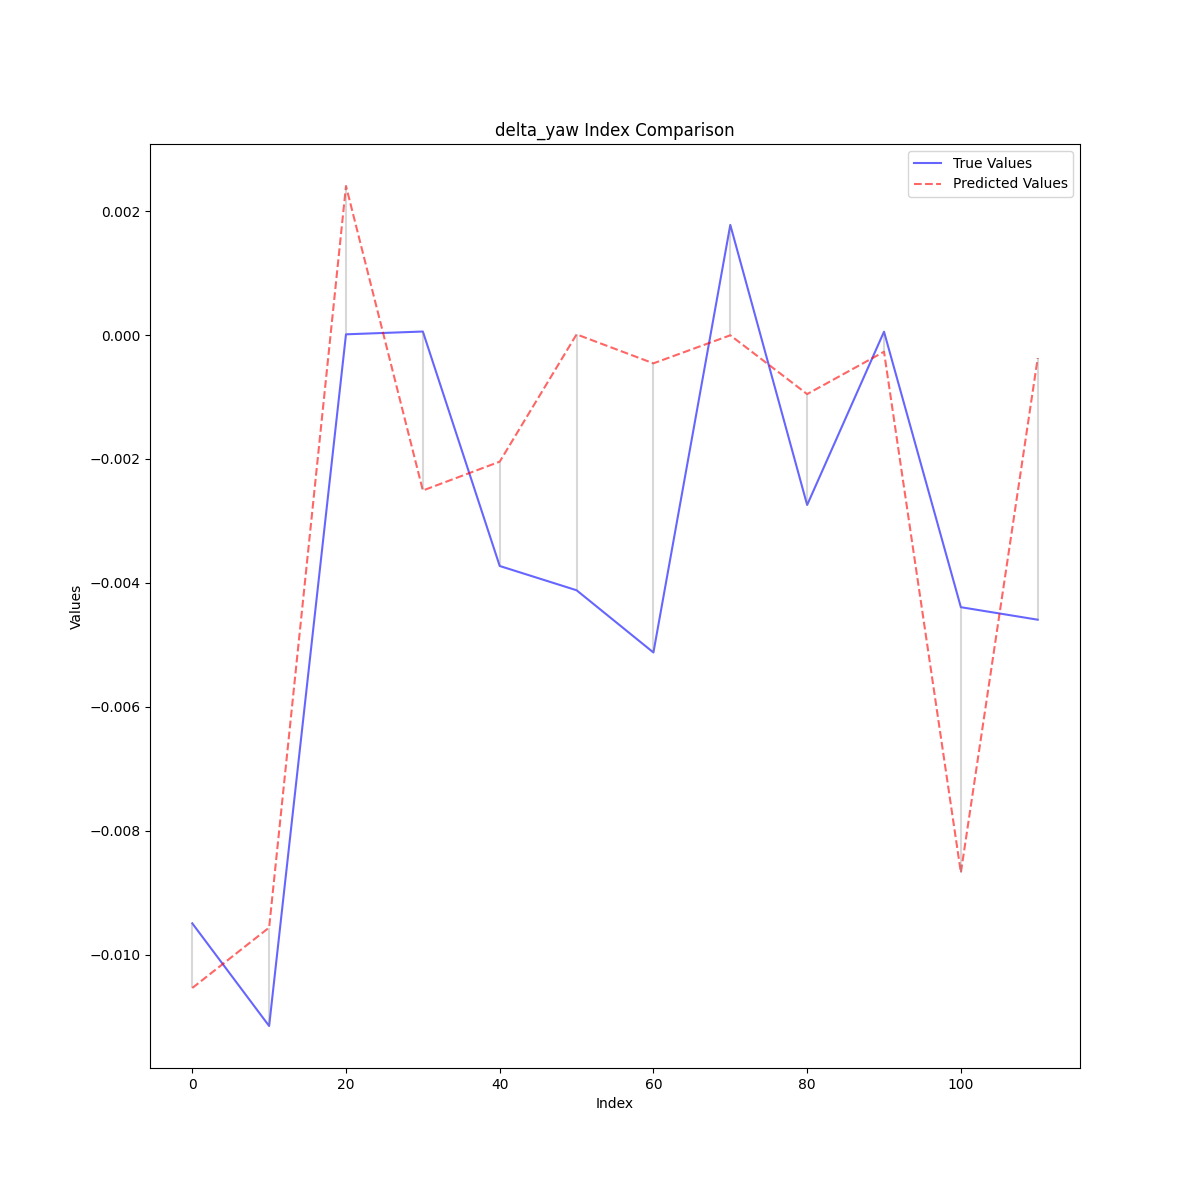 delta_yaw Index Comparison
True Values
Predicted Values
0.002
0.000
−0.002
−0.004
−0.006
−0.008
−0.010
Values
0 20 40 60 80 100
Index